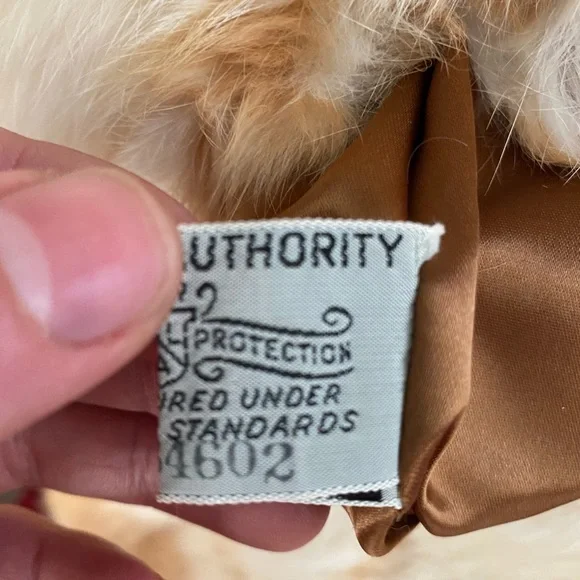 UTHORITY
PROTECTION
RED UNDER
STANDARDS
4602